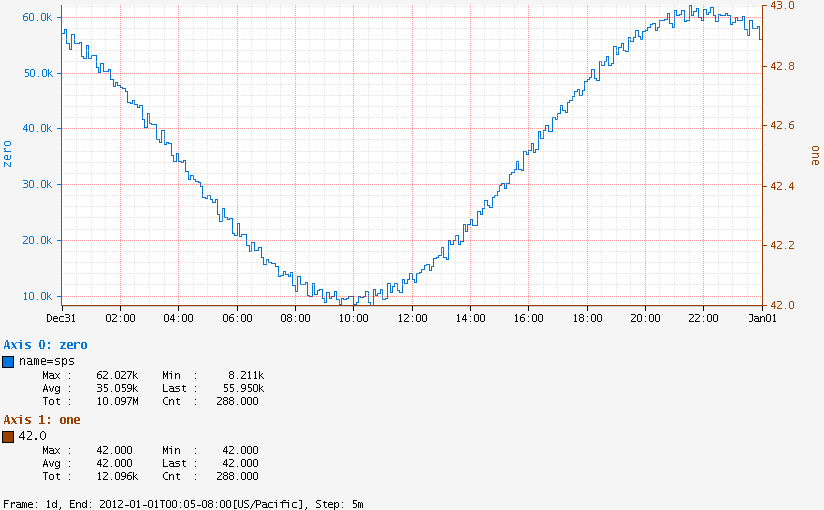 60.0k
50.0k
40.0k
30.0k
20.0k
10.0k
zero
43.0
42.8
42.6
42.4
42.2
42.0
one
Dec31 02:00 04:00 06:00 08:00 10:00 12:00 14:00 16:00 18:00 20:00 22:00 Jan01
Axis 0: zero
name=sps
Max : 62.027k Min : 8.211k
Avg : 35.059k Last : 55.950k
Tot : 10.097M Cnt : 288.000
Axis 1: one
42.0
Max : 42.000 Min : 42.000
Avg : 42.000 Last : 42.000
Tot : 12.096k Cnt : 288.000
Frame: 1d, End: 2012-01-01T00:05-08:00[US/Pacific], Step: 5m